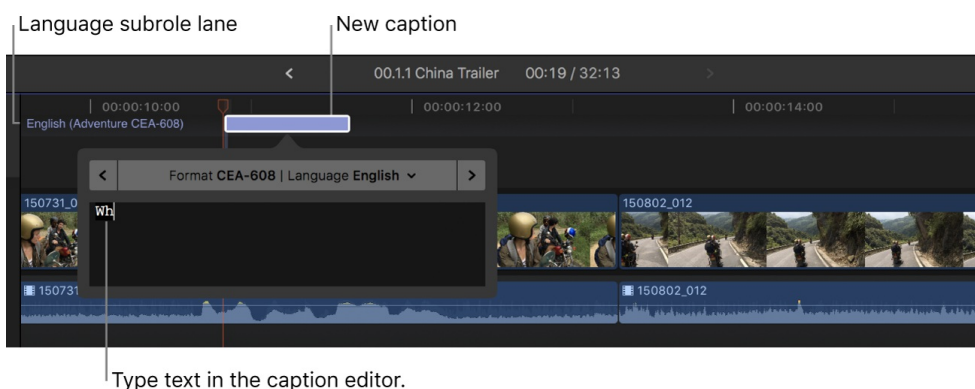 Language subrole lane
New caption
00.1.1 China Trailer 00:19 / 32:13
00:00:10:00 00:00:12:00 00:00:14:00
English (Adventure CEA-608)
Format CEA-608 | Language English
150731_0
150802_012
Wh
150731
150802_012
Type text in the caption editor.